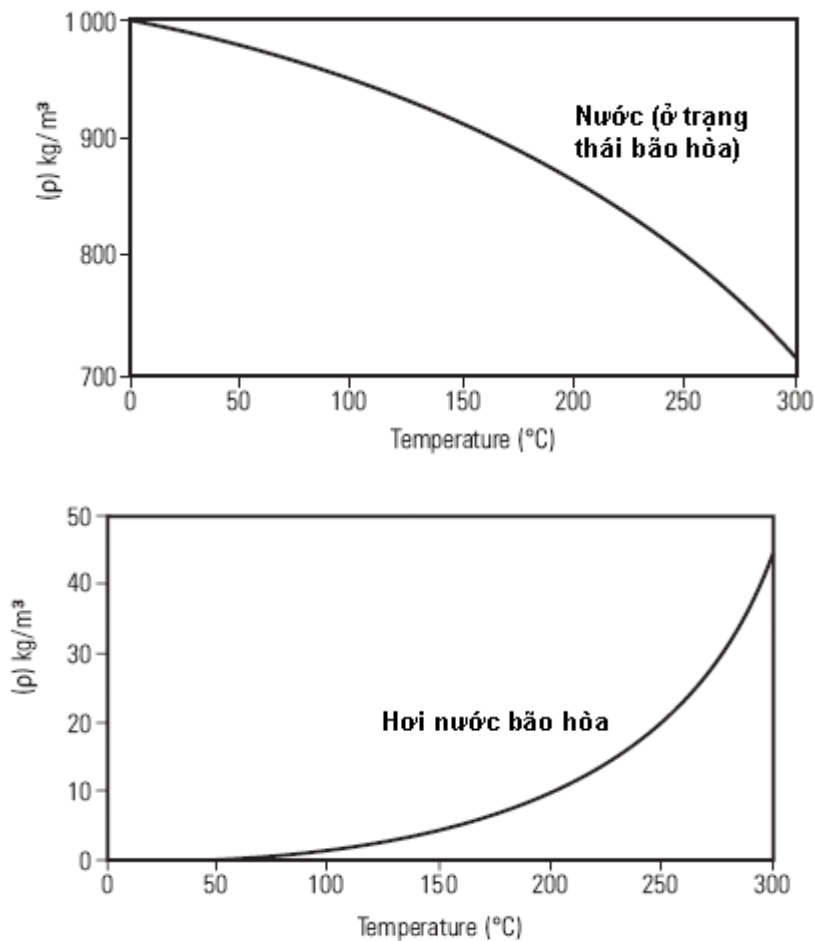 1 000
900
800
700
(ρ) kg/m³
Nước (ở trạng
thái bão hòa)
0 50 100 150 200 250 300
Temperature (°C)
50
40
30
20
10
0
(ρ) kg/m³
Hơi nước bão hòa
0 50 100 150 200 250 300
Temperature (°C)